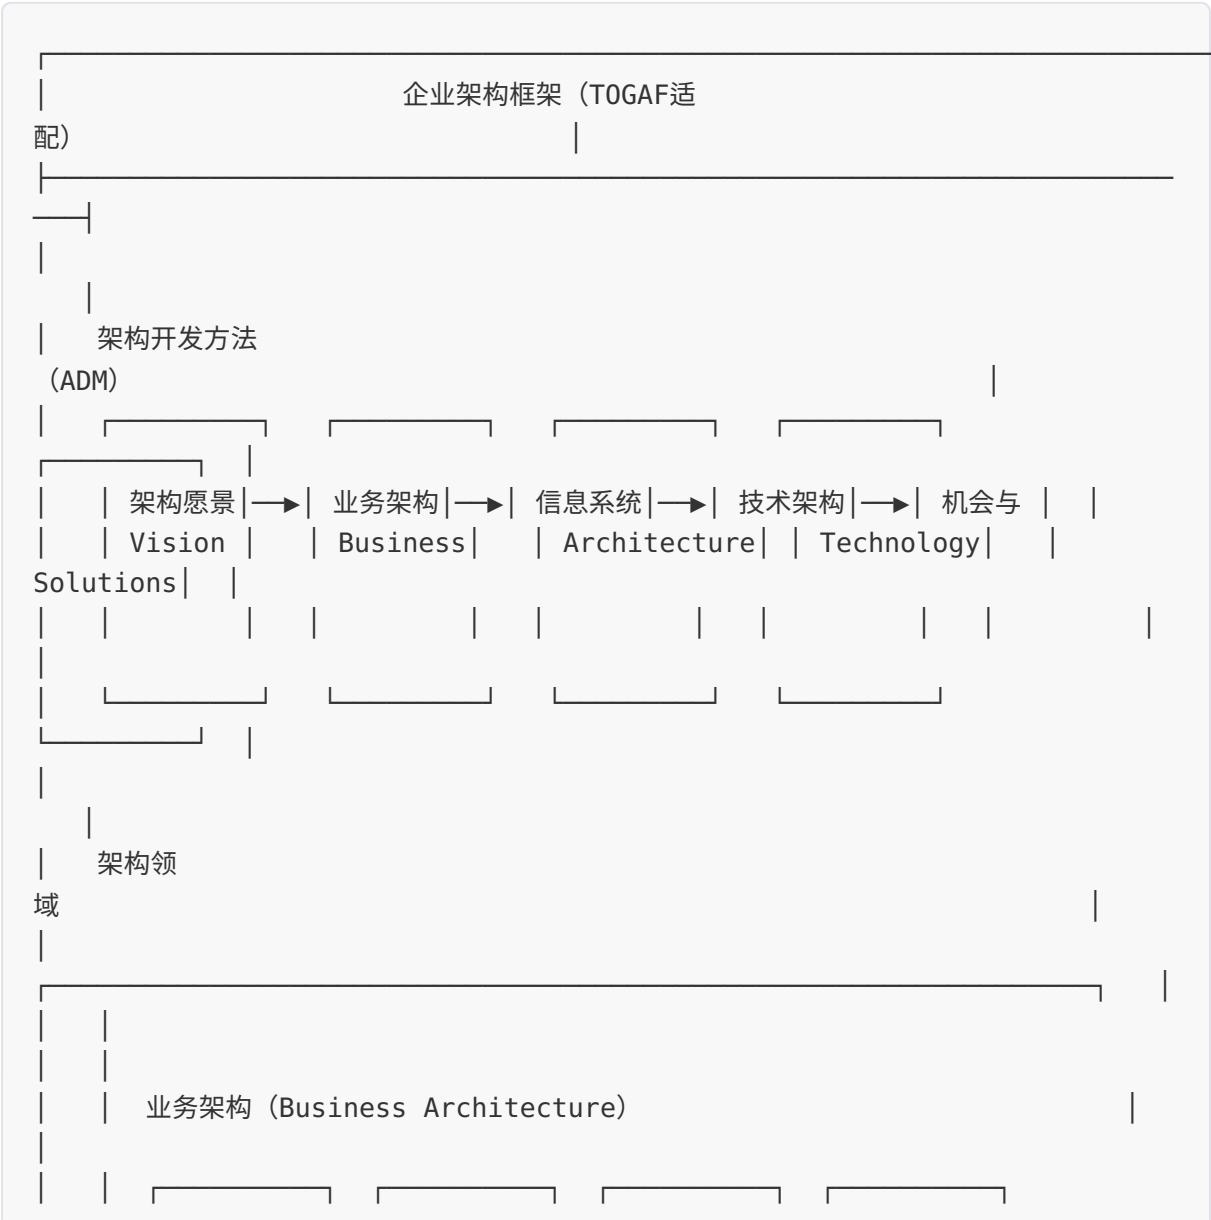 企业架构框架（TOGAF适
配）
架构开发方法
（ADM）
架构愿景 业务架构 信息系统 技术架构 机会与
Vision Business Architecture Technology
Solutions
架构领
域
业务架构（Business Architecture）